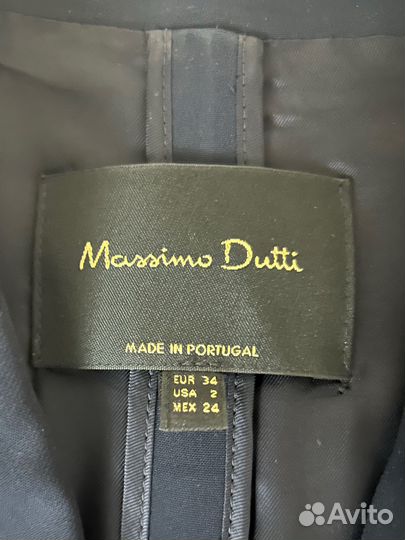 Massimo Dutti
MADE IN PORTUGAL
EUR 34
USA 2
MEX 24
Avito